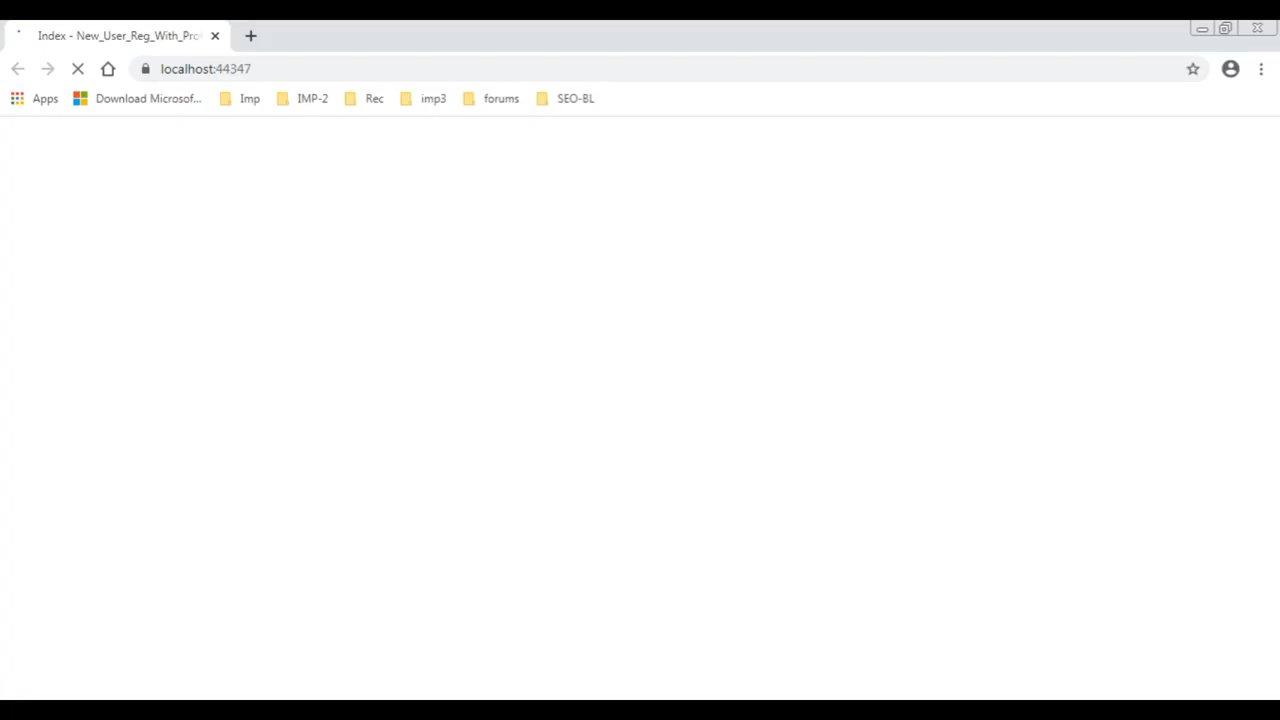 Index - New_User_Reg_With_Pro
localhost:44347
Apps Download Microsof... Imp IMP-2 Rec imp3 forums SEO-BL